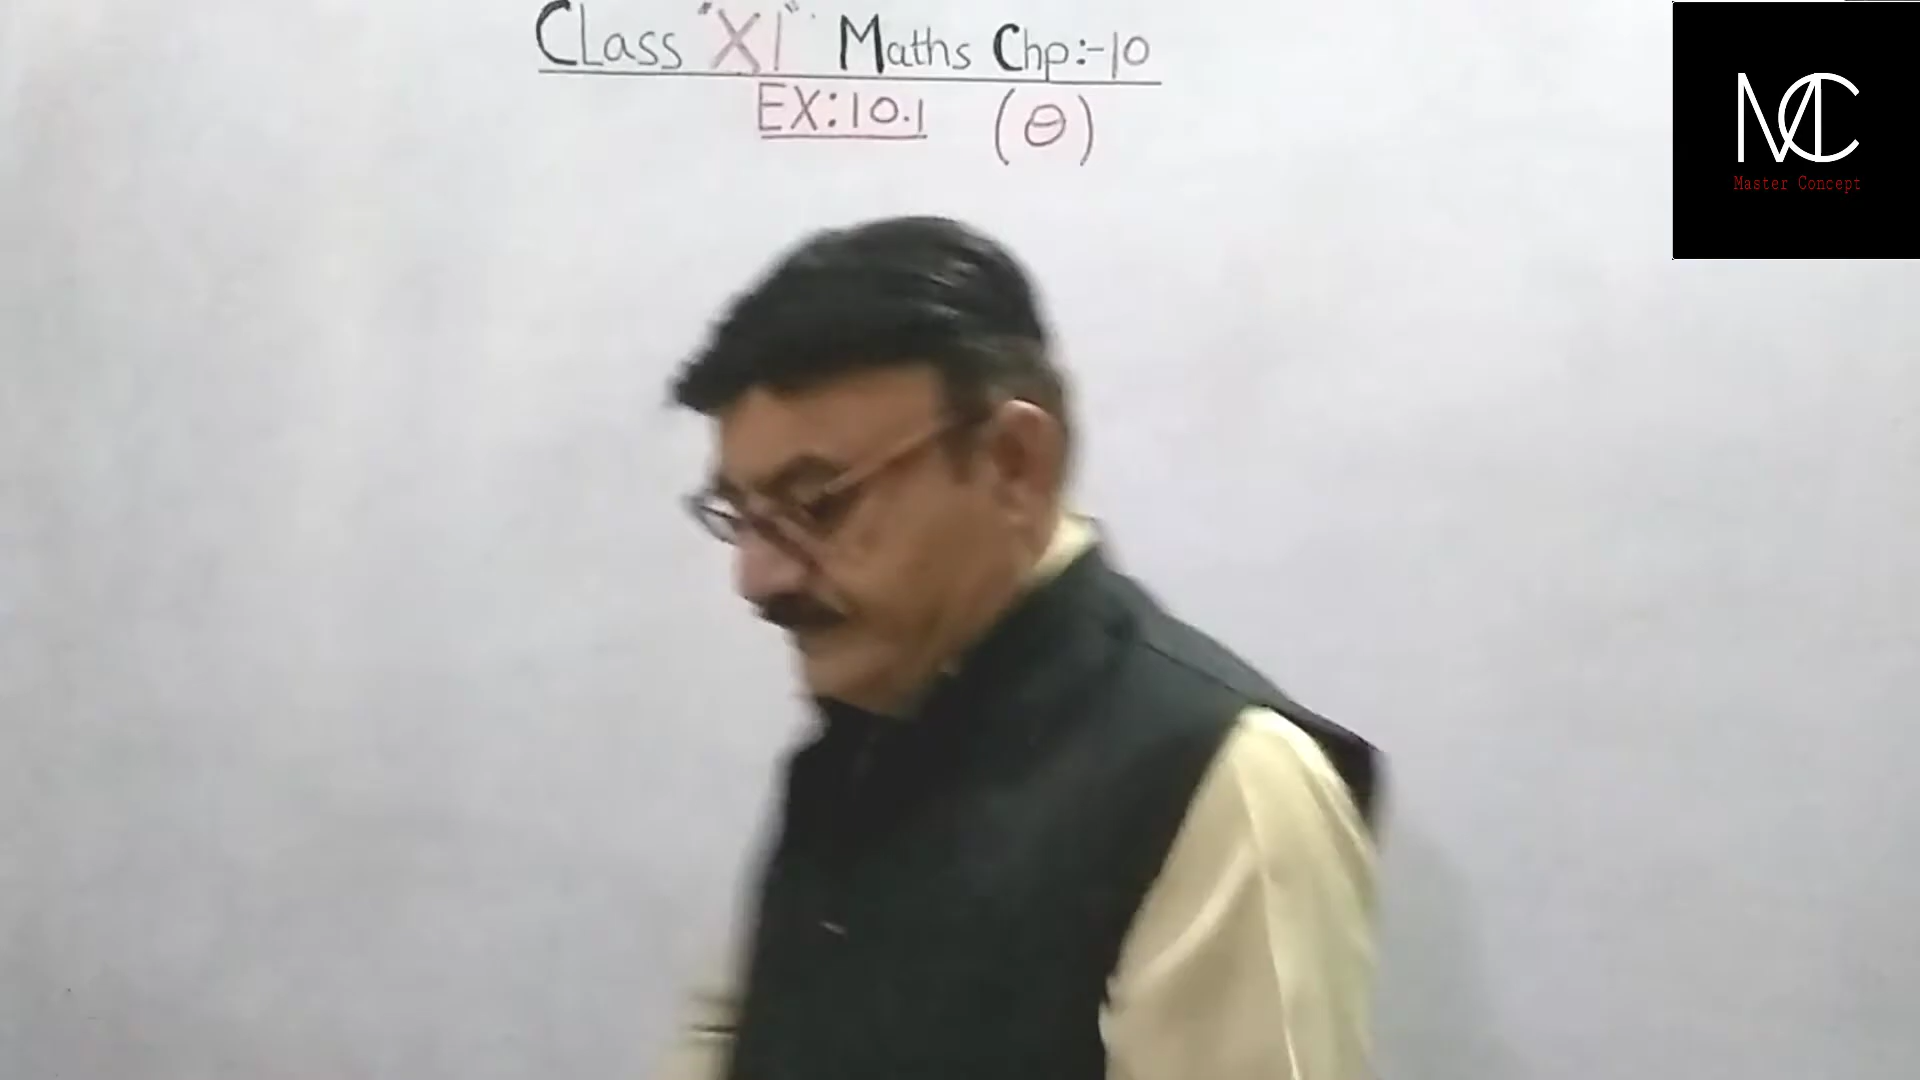 CLass "XI" Maths Chp:-10
EX:10.1 (θ)
MC
Master Concept